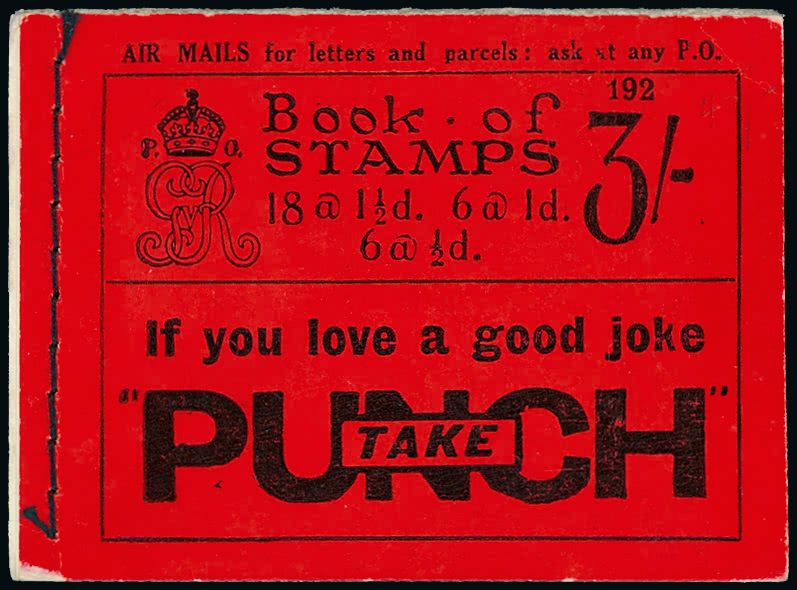 AIR MAILS for letters and parcels: ask at any P.O.
192
Book · of
STAMPS
3/-
P. O.
GVR
18 @ 1½d. 6 @ 1d.
6 @ ½d.
If you love a good joke
"PUNCH"
TAKE